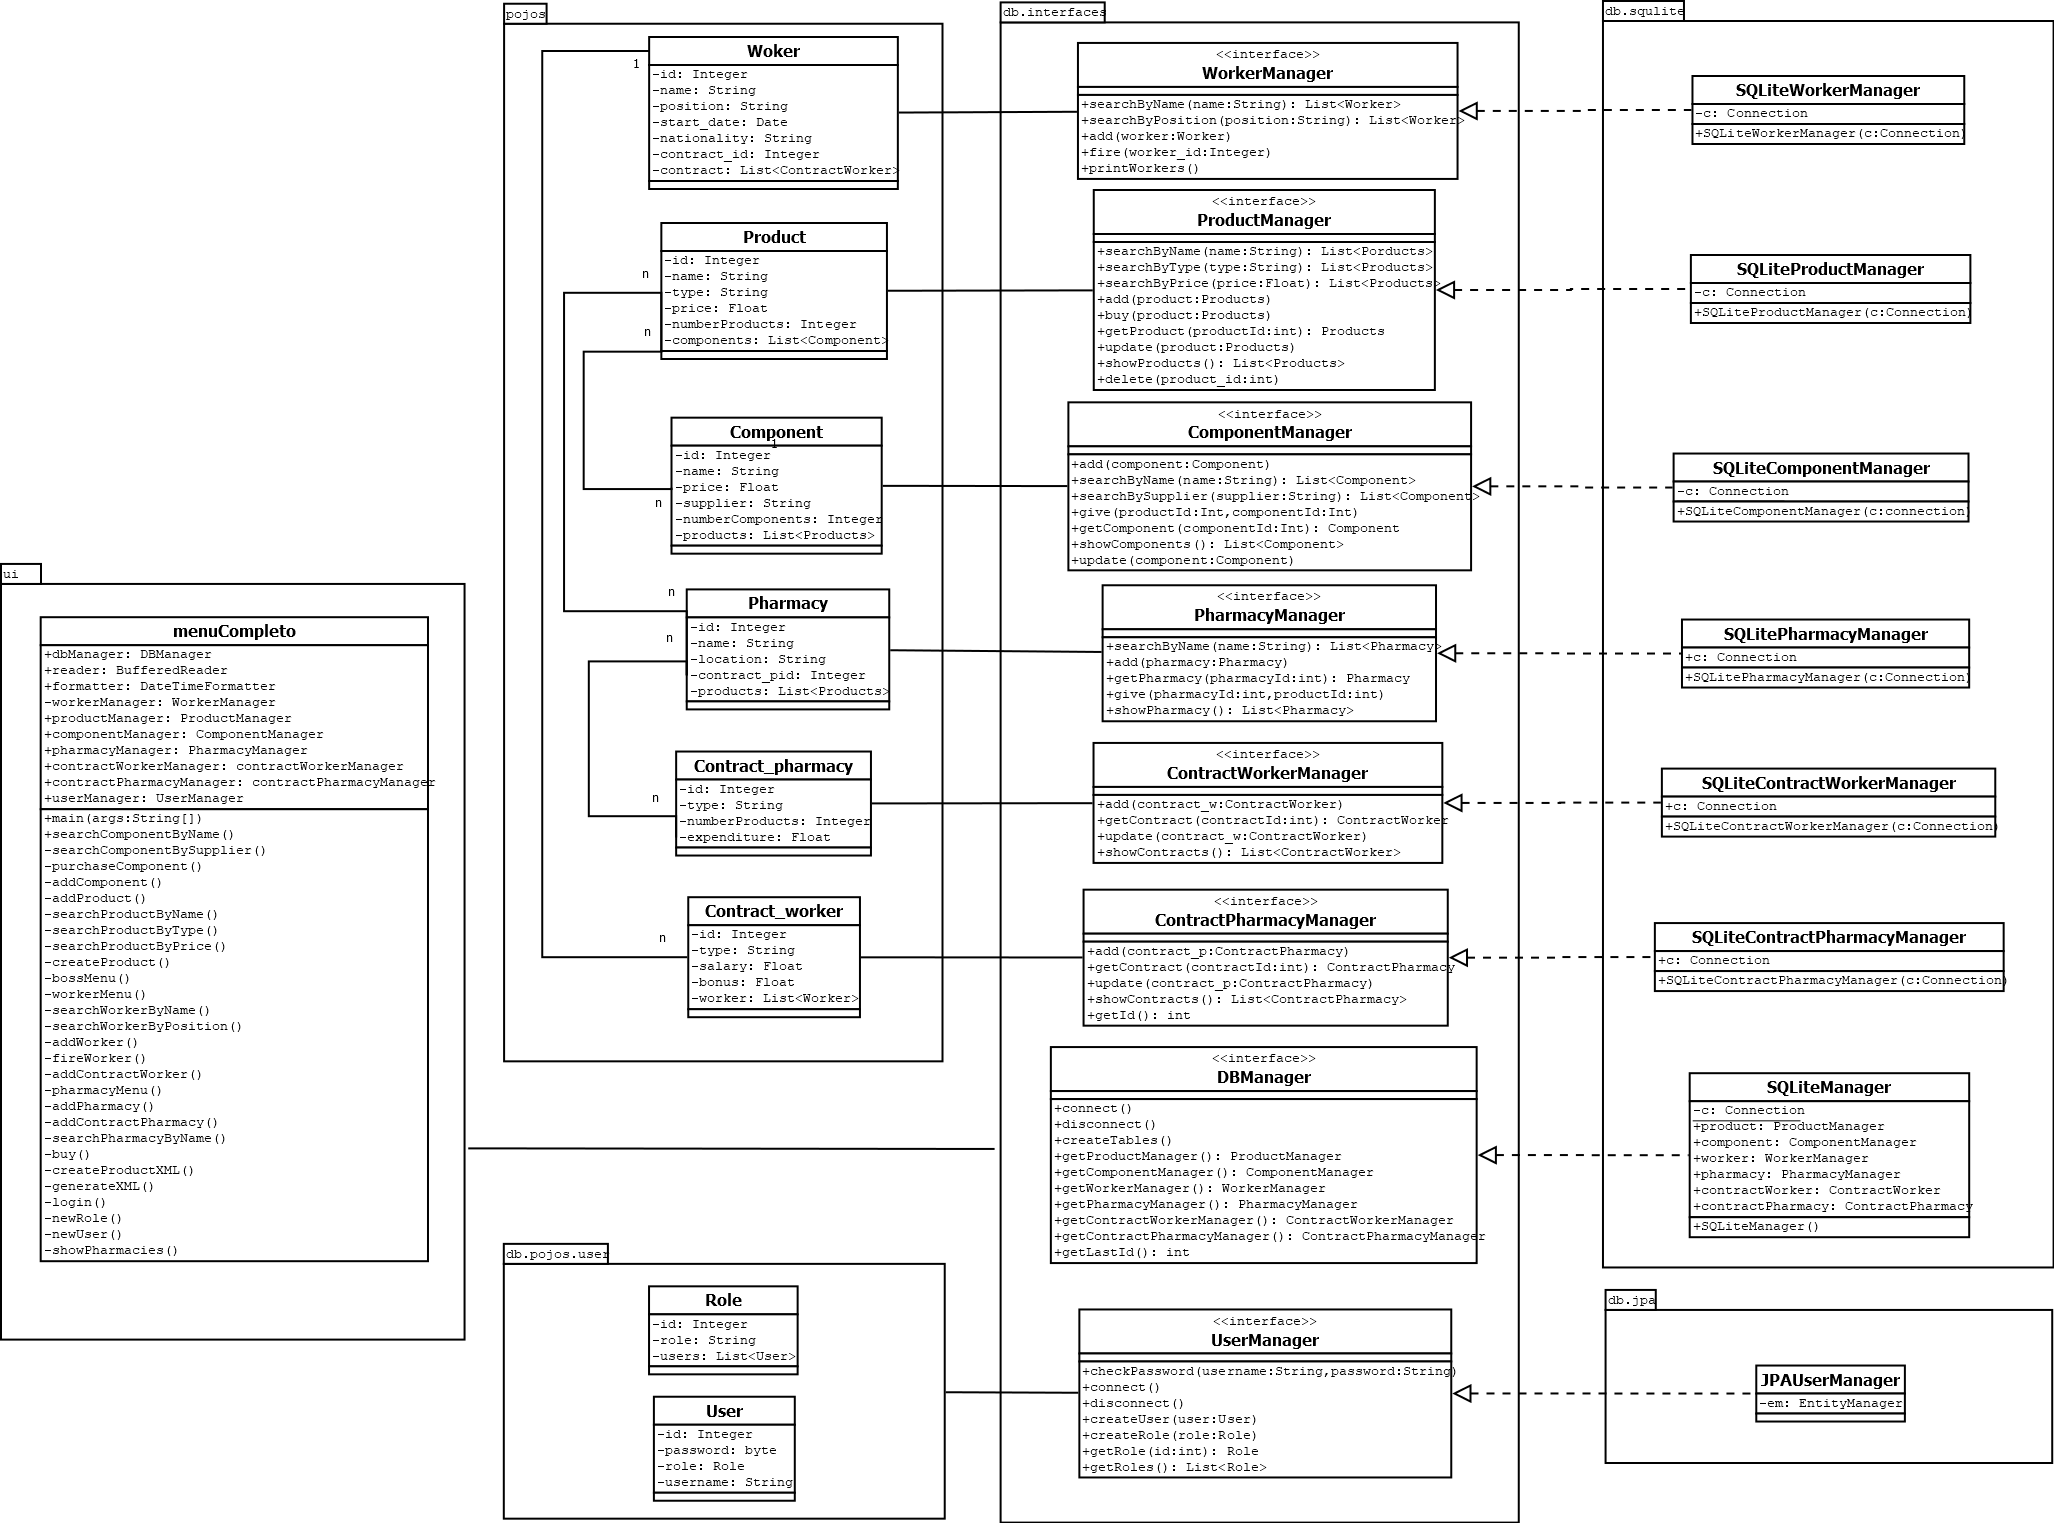 pojos
Woker
1
-id: Integer
-name: String
-position: String
-start_date: Date
-nationality: String
-contract_id: Integer
-contract: List<ContractWorker>
Product
n
-id: Integer
-name: String
-type: String
-price: Float
n
-numberProducts: Integer
-components: List<Component>
Component
1
-id: Integer
-name: String
-price: Float
n
-supplier: String
-numberComponents: Integer
-products: List<Products>
n
Pharmacy
n
-id: Integer
-name: String
-location: String
-contract_pid: Integer
-products: List<Products>
Contract_pharmacy
n
-id: Integer
-type: String
-numberProducts: Integer
-expenditure: Float
Contract_worker
n
-id: Integer
-type: String
-salary: Float
-bonus: Float
-worker: List<Worker>
db.interfaces
<<interface>>
WorkerManager
+searchByName(name:String): List<Worker>
+searchByPosition(position:String): List<Worker>
+add(worker:Worker)
+fire(worker_id:Integer)
+printWorkers()
<<interface>>
ProductManager
+searchByName(name:String): List<Porducts>
+searchByType(type:String): List<Products>
+searchByPrice(price:Float): List<Products>
+add(product:Products)
+buy(product:Products)
+getProduct(productId:int): Products
+update(product:Products)
+showProducts(): List<Products>
+delete(product_id:int)
<<interface>>
ComponentManager
+add(component:Component)
+searchByName(name:String): List<Component>
+searchBySupplier(supplier:String): List<Component>
+give(productId:Int,componentId:Int)
+getComponent(componentId:Int): Component
+showComponents(): List<Component>
+update(component:Component)
<<interface>>
PharmacyManager
+searchByName(name:String): List<Pharmacy>
+add(pharmacy:Pharmacy)
+getPharmacy(pharmacyId:int): Pharmacy
+give(pharmacyId:int,productId:int)
+showPharmacy(): List<Pharmacy>
<<interface>>
ContractWorkerManager
+add(contract_w:ContractWorker)
+getContract(contractId:int): ContractWorker
+update(contract_w:ContractWorker)
+showContracts(): List<ContractWorker>
<<interface>>
ContractPharmacyManager
+add(contract_p:ContractPharmacy)
+getContract(contractId:int): ContractPharmacy
+update(contract_p:ContractPharmacy)
+showContracts(): List<ContractPharmacy>
+getId(): int
<<interface>>
DBManager
+connect()
+disconnect()
+createTables()
+getProductManager(): ProductManager
+getComponentManager(): ComponentManager
+getWorkerManager(): WorkerManager
+getPharmacyManager(): PharmacyManager
+getContractWorkerManager(): ContractWorkerManager
+getContractPharmacyManager(): ContractPharmacyManager
+getLastId(): int
<<interface>>
UserManager
+checkPassword(username:String,password:String)
+connect()
+disconnect()
+createUser(user:User)
+createRole(role:Role)
+getRole(id:int): Role
+getRoles(): List<Role>
db.squlite
SQLiteWorkerManager
-c: Connection
+SQLiteWorkerManager(c:Connection)
SQLiteProductManager
-c: Connection
+SQLiteProductManager(c:Connection)
SQLiteComponentManager
-c: Connection
+SQLiteComponentManager(c:connection)
SQLitePharmacyManager
+c: Connection
+SQLitePharmacyManager(c:Connection)
SQLiteContractWorkerManager
+c: Connection
+SQLiteContractWorkerManager(c:Connection)
SQLiteContractPharmacyManager
+c: Connection
+SQLiteContractPharmacyManager(c:Connection)
SQLiteManager
-c: Connection
+product: ProductManager
+component: ComponentManager
+worker: WorkerManager
+pharmacy: PharmacyManager
+contractWorker: ContractWorker
+contractPharmacy: ContractPharmacy
+SQLiteManager()
ui
menuCompleto
+dbManager: DBManager
+reader: BufferedReader
+formatter: DateTimeFormatter
-workerManager: WorkerManager
+productManager: ProductManager
+componentManager: ComponentManager
+pharmacyManager: PharmacyManager
+contractWorkerManager: contractWorkerManager
+contractPharmacyManager: contractPharmacyManager
+userManager: UserManager
+main(args:String[])
+searchComponentByName()
-searchComponentBySupplier()
-purchaseComponent()
-addComponent()
-addProduct()
-searchProductByName()
-searchProductByType()
-searchProductByPrice()
-createProduct()
-bossMenu()
-workerMenu()
-searchWorkerByName()
-searchWorkerByPosition()
-addWorker()
-fireWorker()
-addContractWorker()
-pharmacyMenu()
-addPharmacy()
-addContractPharmacy()
-searchPharmacyByName()
-buy()
-createProductXML()
-generateXML()
-login()
-newRole()
-newUser()
-showPharmacies()
db.pojos.user
Role
-id: Integer
-role: String
-users: List<User>
User
-id: Integer
-password: byte
-role: Role
-username: String
db.jpa
JPAUserManager
-em: EntityManager